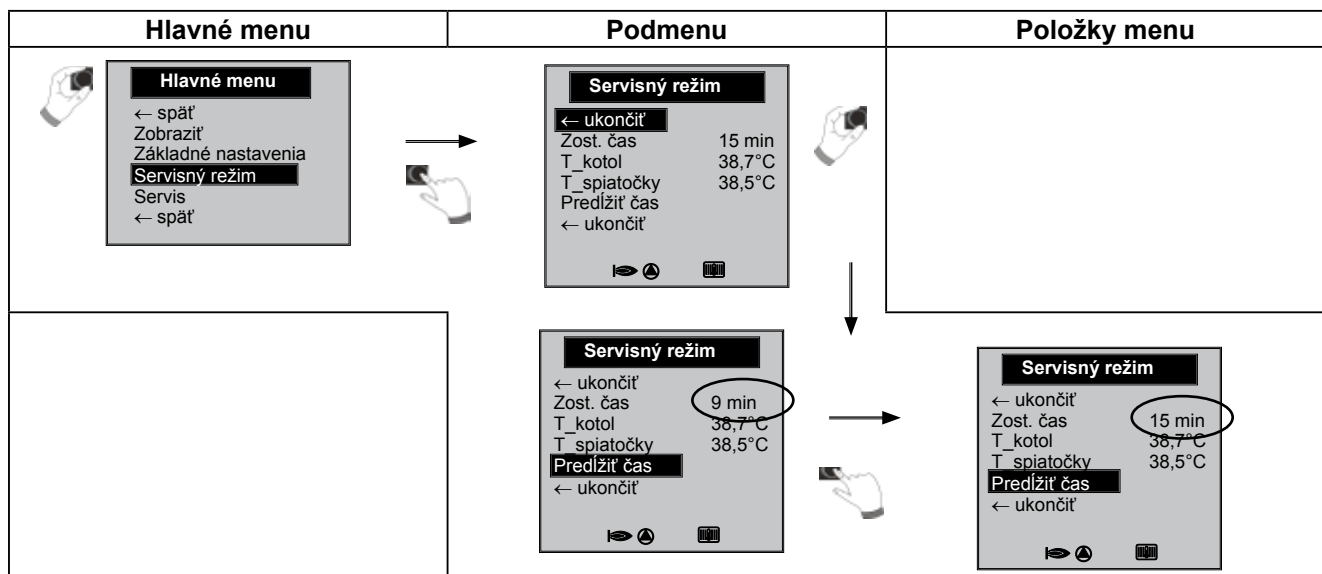 Hlavné menu
Podmenu
Položky menu
Hlavné menu
← späť
Zobraziť
Základné nastavenia
Servisný režim
Servis
← späť
Servisný režim
← ukončiť
Zost. čas 15 min
T_kotol 38,7°C
T_spiatočky 38,5°C
Predĺžiť čas
← ukončiť
Servisný režim
← ukončiť
Zost. čas 9 min
T_kotol 38,7°C
T_spiatočky 38,5°C
Predĺžiť čas
← ukončiť
Servisný režim
← ukončiť
Zost. čas 15 min
T_kotol 38,7°C
T_spiatočky 38,5°C
Predĺžiť čas
← ukončiť